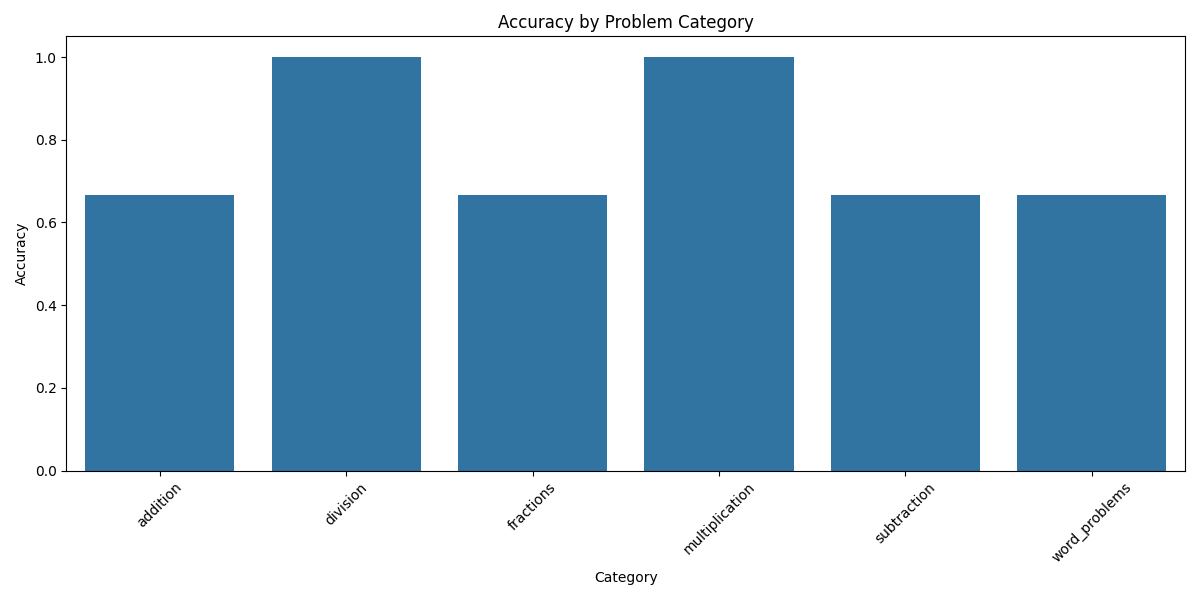 Accuracy by Problem Category
Accuracy
1.0
0.8
0.6
0.4
0.2
0.0
addition
division
fractions
multiplication
subtraction
word_problems
Category